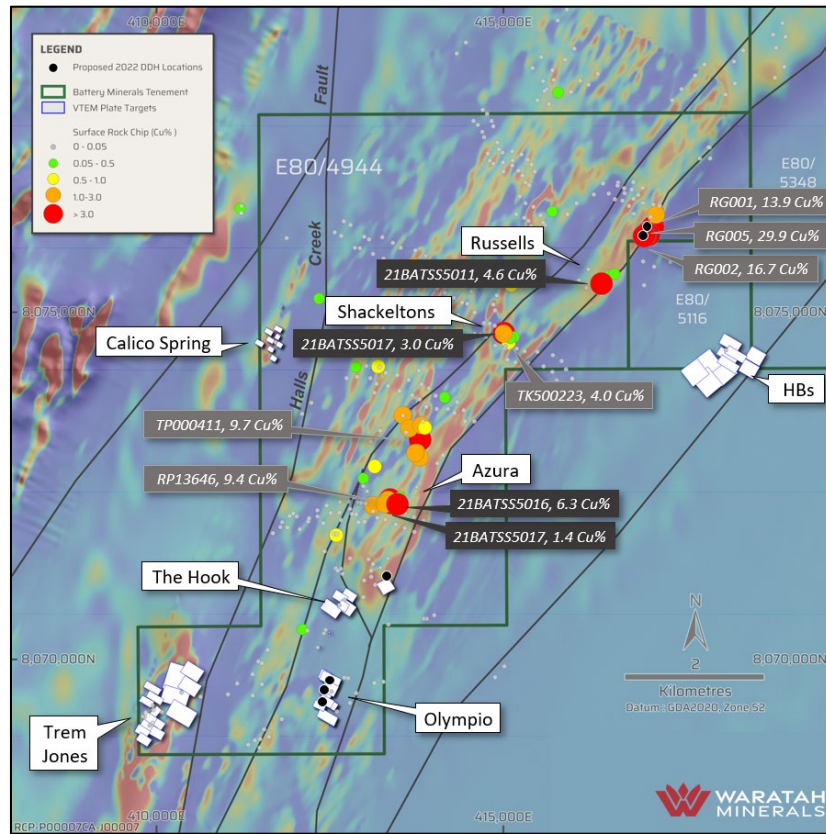 410,000E
415,000E
LEGEND
Proposed 2022 DDH Locations
Battery Minerals Tenement
VTEM Plate Targets
Surface Rock Chip (Cu%)
0 - 0.05
0.05 - 0.5
0.5 - 1.0
1.0-3.0
> 3.0
Fault
E80/4944
E80/
5348
RG001, 13.9 Cu%
RG005, 29.9 Cu%
RG002, 16.7 Cu%
Russells
Creek
21BATSS5011, 4.6 Cu%
E80/
5116
8,075,000N
8,075,000N
Shackeltons
21BATSS5017, 3.0 Cu%
Calico Spring
HBs
Halls
TK500223, 4.0 Cu%
TP000411, 9.7 Cu%
RP13646, 9.4 Cu%
Azura
21BATSS5016, 6.3 Cu%
21BATSS5017, 1.4 Cu%
The Hook
N
8,070,000N
8,070,000N
2
Kilometres
Datum: GDA2020, Zone 52
Trem
Jones
Olympio
WARATAH
MINERALS
RCP-P00007CA-J00007
410,000E
415,000E